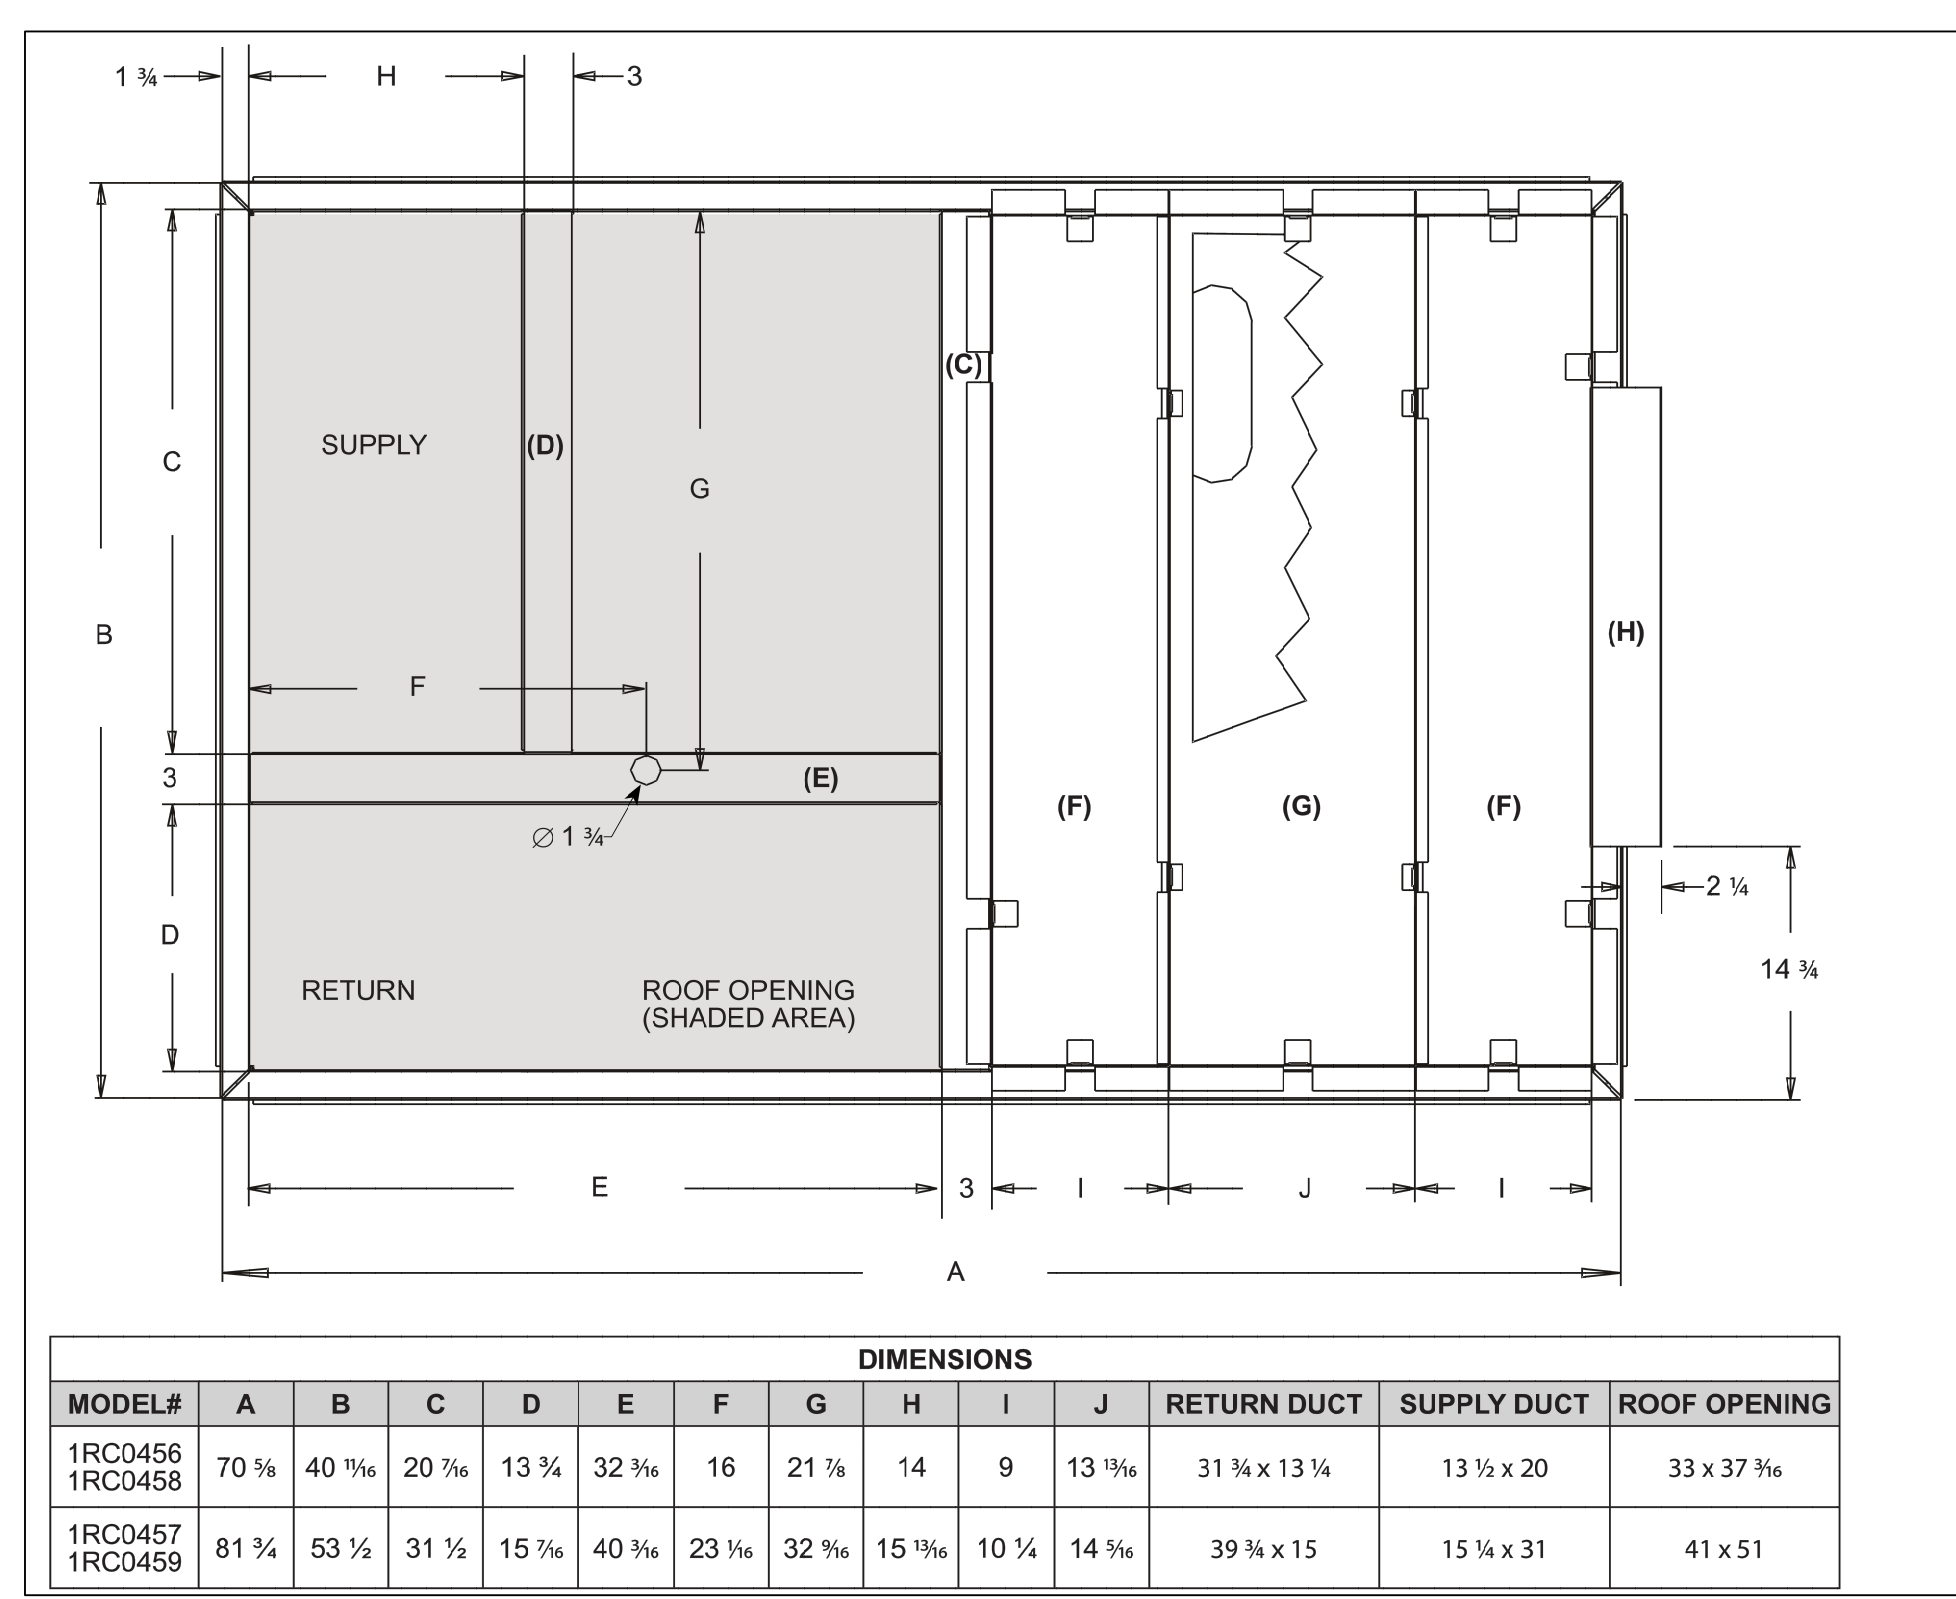 1 ¾ H 3
(C)
SUPPLY (D)
C G
B (H)
F
3 (E)
(F) (G) (F)
∅ 1 ¾
2 ¼
D
14 ¾
RETURN ROOF OPENING
(SHADED AREA)
E 3 I J I
A
DIMENSIONS
MODEL# A B C D E F G H I J RETURN DUCT SUPPLY DUCT ROOF OPENING
1RC0456
1RC0458
70 ⅝ 40 11/16 20 7/16 13 ¾ 32 3/16 16 21 ⅞ 14 9 13 13/16 31 ¾ x 13 ¼ 13 ½ x 20 33 x 37 3/16
1RC0457
1RC0459
81 ¾ 53 ½ 31 ½ 15 7/16 40 3/16 23 1/16 32 9/16 15 13/16 10 ¼ 14 5/16 39 ¾ x 15 15 ¼ x 31 41 x 51